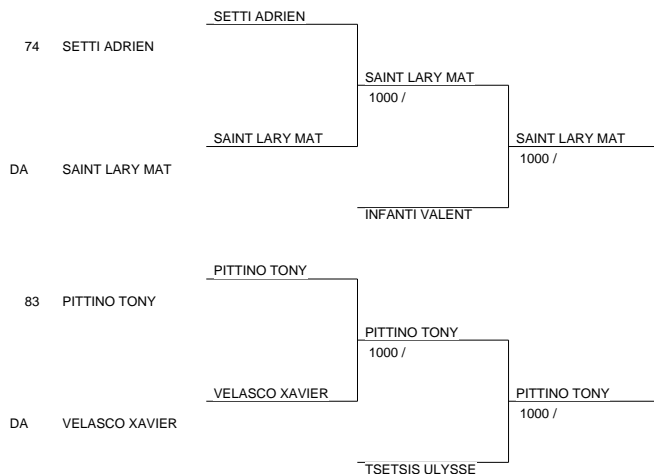 SETTI ADRIEN
74 SETTI ADRIEN
SAINT LARY MAT
1000 /
SAINT LARY MAT
SAINT LARY MAT
1000 /
DA SAINT LARY MAT
INFANTI VALENT
PITTINO TONY
83 PITTINO TONY
PITTINO TONY
1000 /
VELASCO XAVIER
PITTINO TONY
1000 /
DA VELASCO XAVIER
TSETSIS ULYSSE